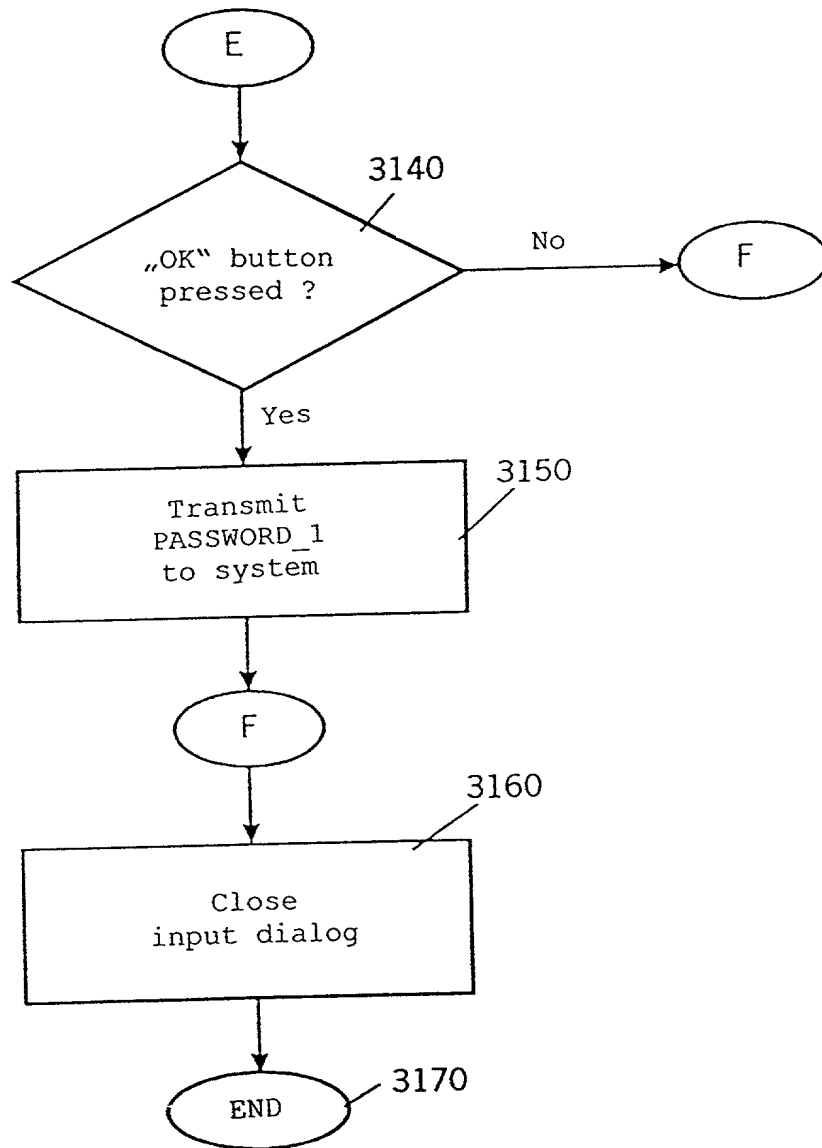 E
3140
„OK“ button
pressed ?
No
F
Yes
3150
Transmit
PASSWORD_1
to system
F
3160
Close
input dialog
3170
END